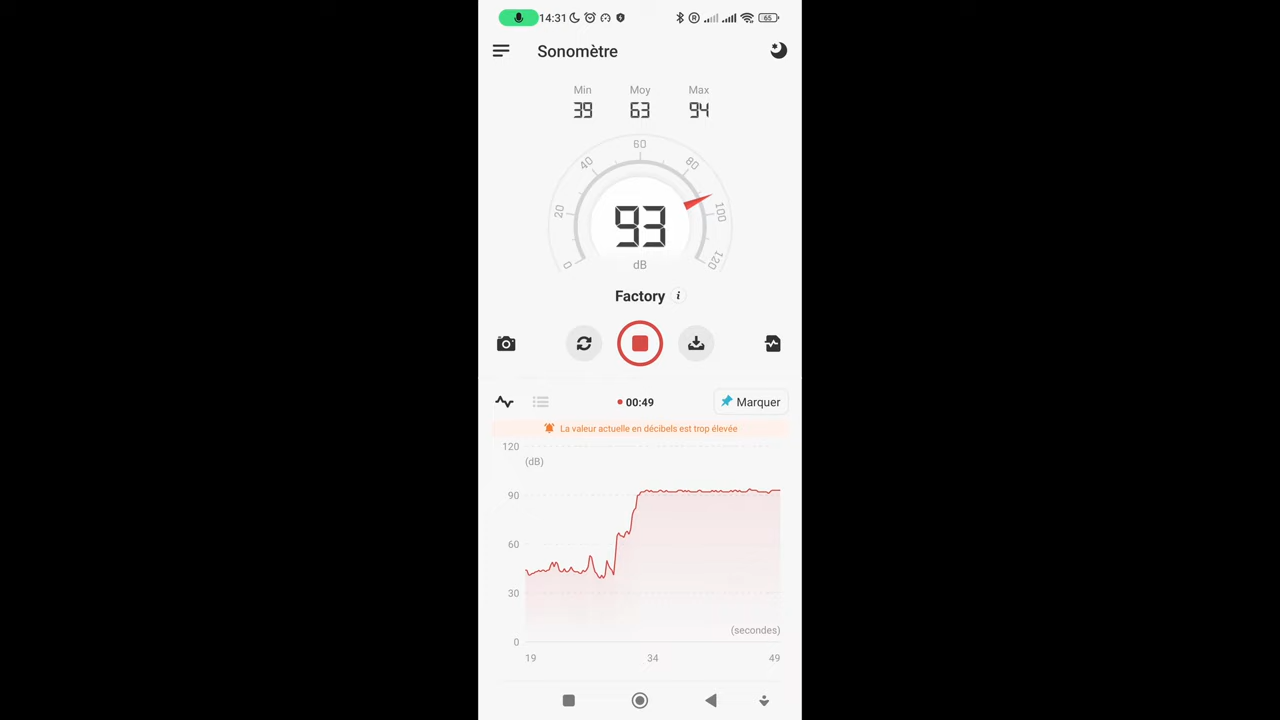 14:31
65
Sonomètre
Min Moy Max
39 63 94
0 20 40 60 80 100 120
93
dB
Factory i
00:49
Marquer
La valeur actuelle en décibels est trop élevée
120
(dB)
90
60
30
(secondes)
0
19 34 49